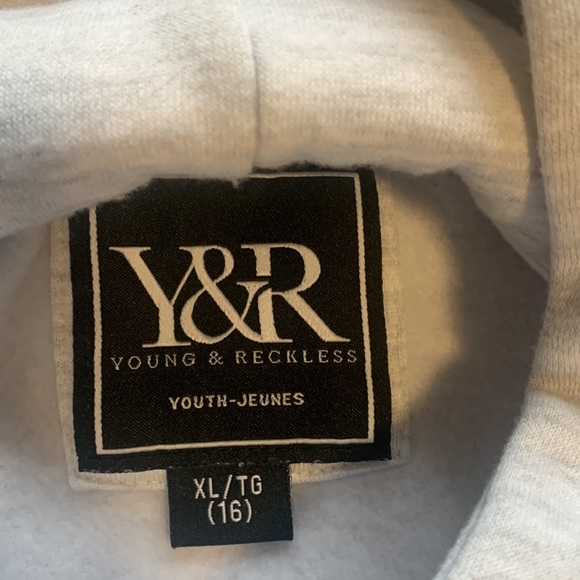 Y&R
YOUNG & RECKLESS
YOUTH-JEUNES
XL/TG
(16)